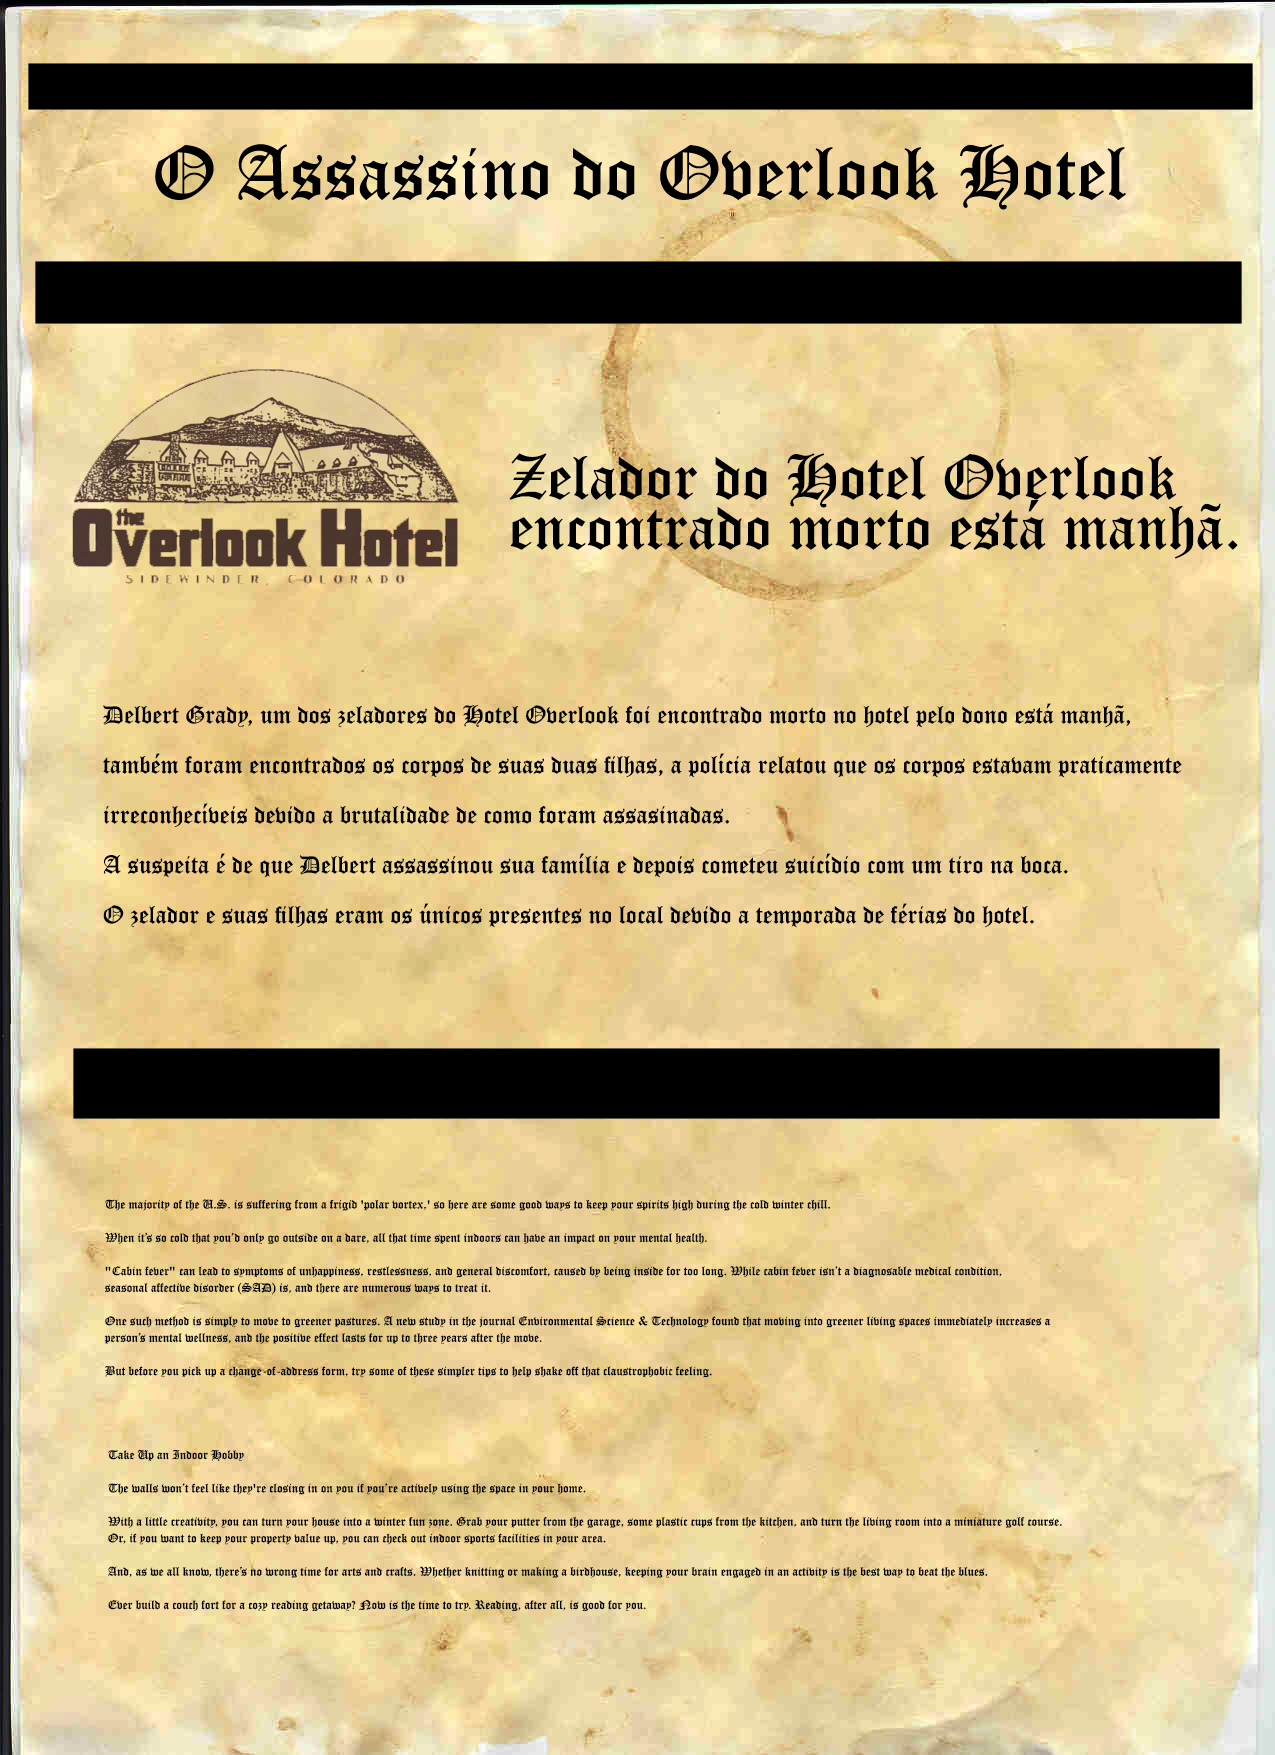 O Assassino do Overlook Hotel
the
Overlook Hotel
SIDEWINDER, COLORADO
Zelador do Hotel Overlook
encontrado morto está manhã.
Delbert Grady, um dos zeladores do Hotel Overlook foi encontrado morto no hotel pelo dono está manhã,
também foram encontrados os corpos de suas duas filhas, a polícia relatou que os corpos estavam praticamente
irreconhecíveis devido a brutalidade de como foram assasinadas.
A suspeita é de que Delbert assassinou sua família e depois cometeu suicídio com um tiro na boca.
O zelador e suas filhas eram os únicos presentes no local devido a temporada de férias do hotel.
The majority of the U.S. is suffering from a frigid 'polar vortex,' so here are some good ways to keep your spirits high during the cold winter chill.
When it's so cold that you'd only go outside on a dare, all that time spent indoors can have an impact on your mental health.
"Cabin fever" can lead to symptoms of unhappiness, restlessness, and general discomfort, caused by being inside for too long. While cabin fever isn't a diagnosable medical condition,
seasonal affective disorder (SAD) is, and there are numerous ways to treat it.
One such method is simply to move to greener pastures. A new study in the journal Environmental Science & Technology found that moving into greener living spaces immediately increases a
person's mental wellness, and the positive effect lasts for up to three years after the move.
But before you pick up a change-of-address form, try some of these simpler tips to help shake off that claustrophobic feeling.
Take Up an Indoor Hobby
The walls won't feel like they're closing in on you if you're actively using the space in your home.
With a little creativity, you can turn your house into a winter fun zone. Grab your putter from the garage, some plastic cups from the kitchen, and turn the living room into a miniature golf course.
Or, if you want to keep your property value up, you can check out indoor sports facilities in your area.
And, as we all know, there's no wrong time for arts and crafts. Whether knitting or making a birdhouse, keeping your brain engaged in an activity is the best way to beat the blues.
Ever build a couch fort for a cozy reading getaway? Now is the time to try. Reading, after all, is good for you.